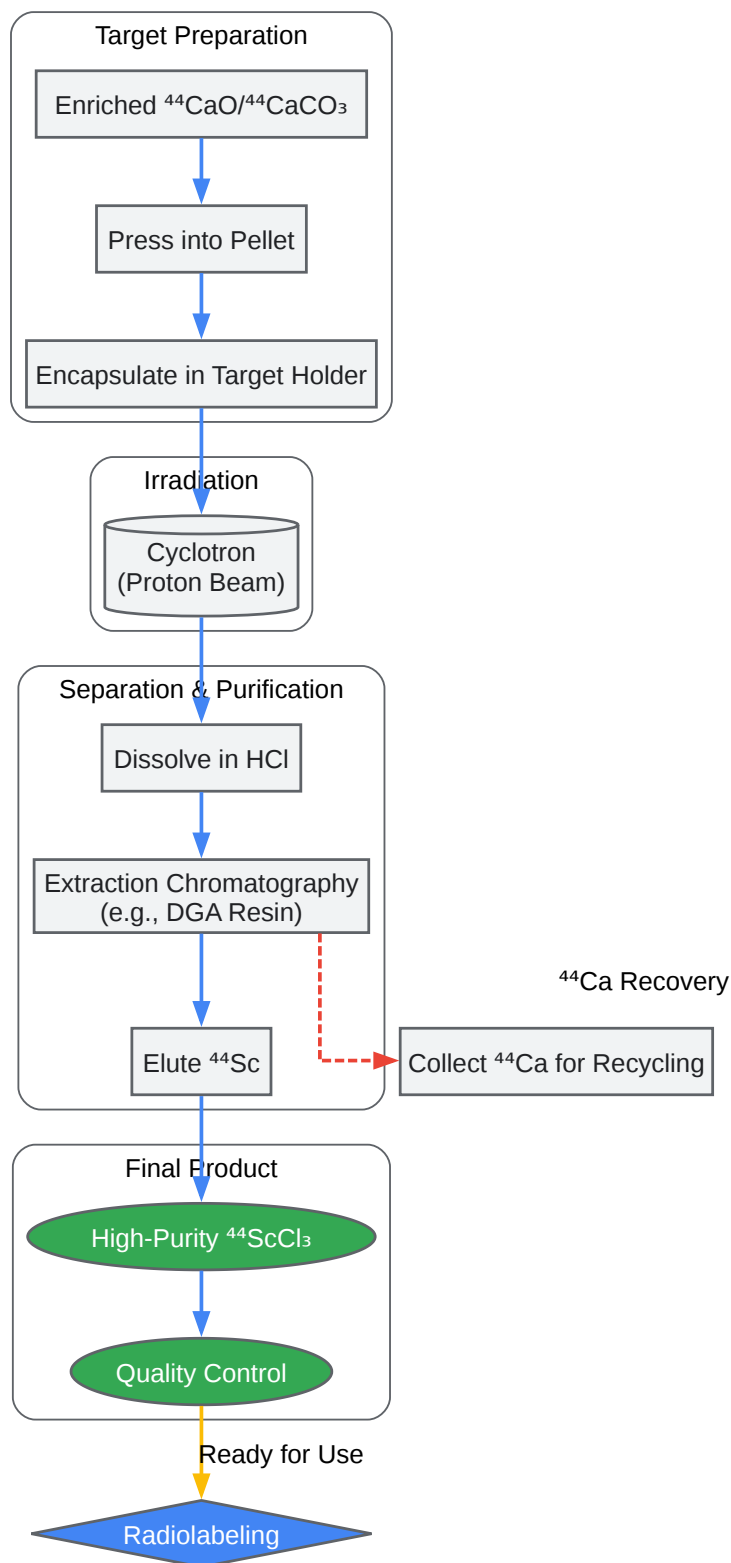 Target Preparation
Enriched ⁴⁴CaO/⁴⁴CaCO₃
Press into Pellet
Encapsulate in Target Holder
Irradiation
Cyclotron
(Proton Beam)
Separation & Purification
Dissolve in HCl
Extraction Chromatography
(e.g., DGA Resin)
⁴⁴Ca Recovery
Elute ⁴⁴Sc
Collect ⁴⁴Ca for Recycling
Final Product
High-Purity ⁴⁴ScCl₃
Quality Control
Ready for Use
Radiolabeling